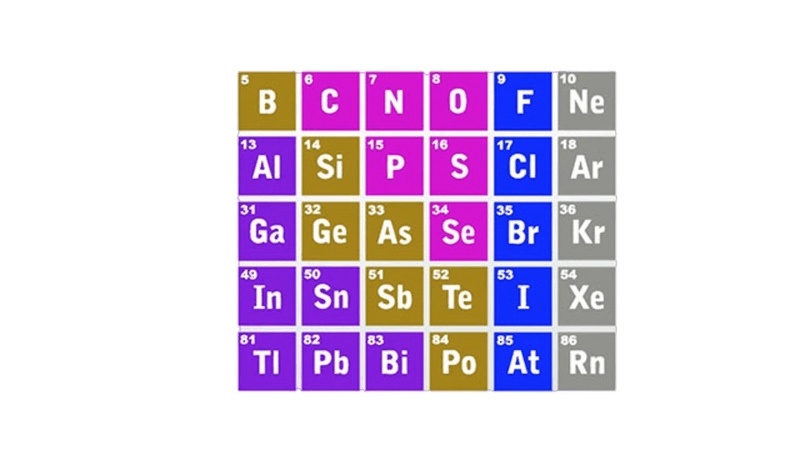 5 6 7 8 9 10
B C N O F Ne
13 14 15 16 17 18
Al Si P S Cl Ar
31 32 33 34 35 36
Ga Ge As Se Br Kr
49 50 51 52 53 54
In Sn Sb Te I Xe
81 82 83 84 85 86
Tl Pb Bi Po At Rn